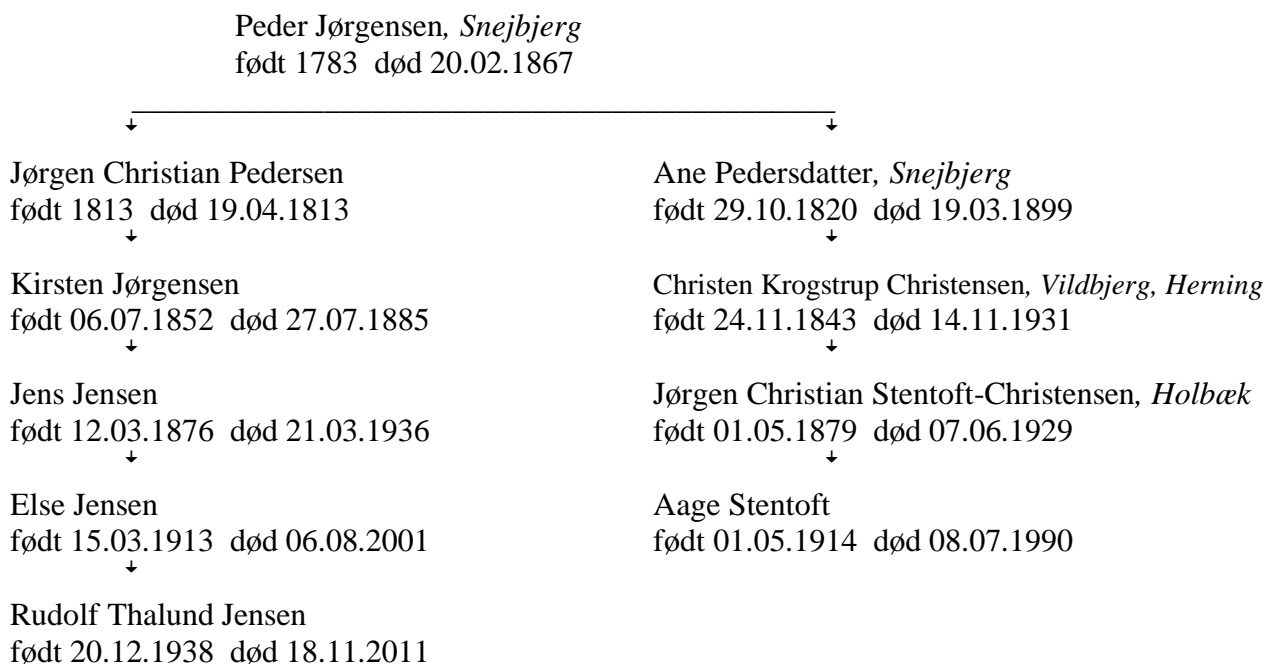 Peder Jørgensen, Snejbjerg
født 1783 død 20.02.1867
Jørgen Christian Pedersen
født 1813 død 19.04.1813
Kirsten Jørgensen
født 06.07.1852 død 27.07.1885
Jens Jensen
født 12.03.1876 død 21.03.1936
Else Jensen
født 15.03.1913 død 06.08.2001
Rudolf Thalund Jensen
født 20.12.1938 død 18.11.2011
Ane Pedersdatter, Snejbjerg
født 29.10.1820 død 19.03.1899
Christen Krogstrup Christensen, Vildbjerg, Herning
født 24.11.1843 død 14.11.1931
Jørgen Christian Stentoft-Christensen, Holbæk
født 01.05.1879 død 07.06.1929
Aage Stentoft
født 01.05.1914 død 08.07.1990